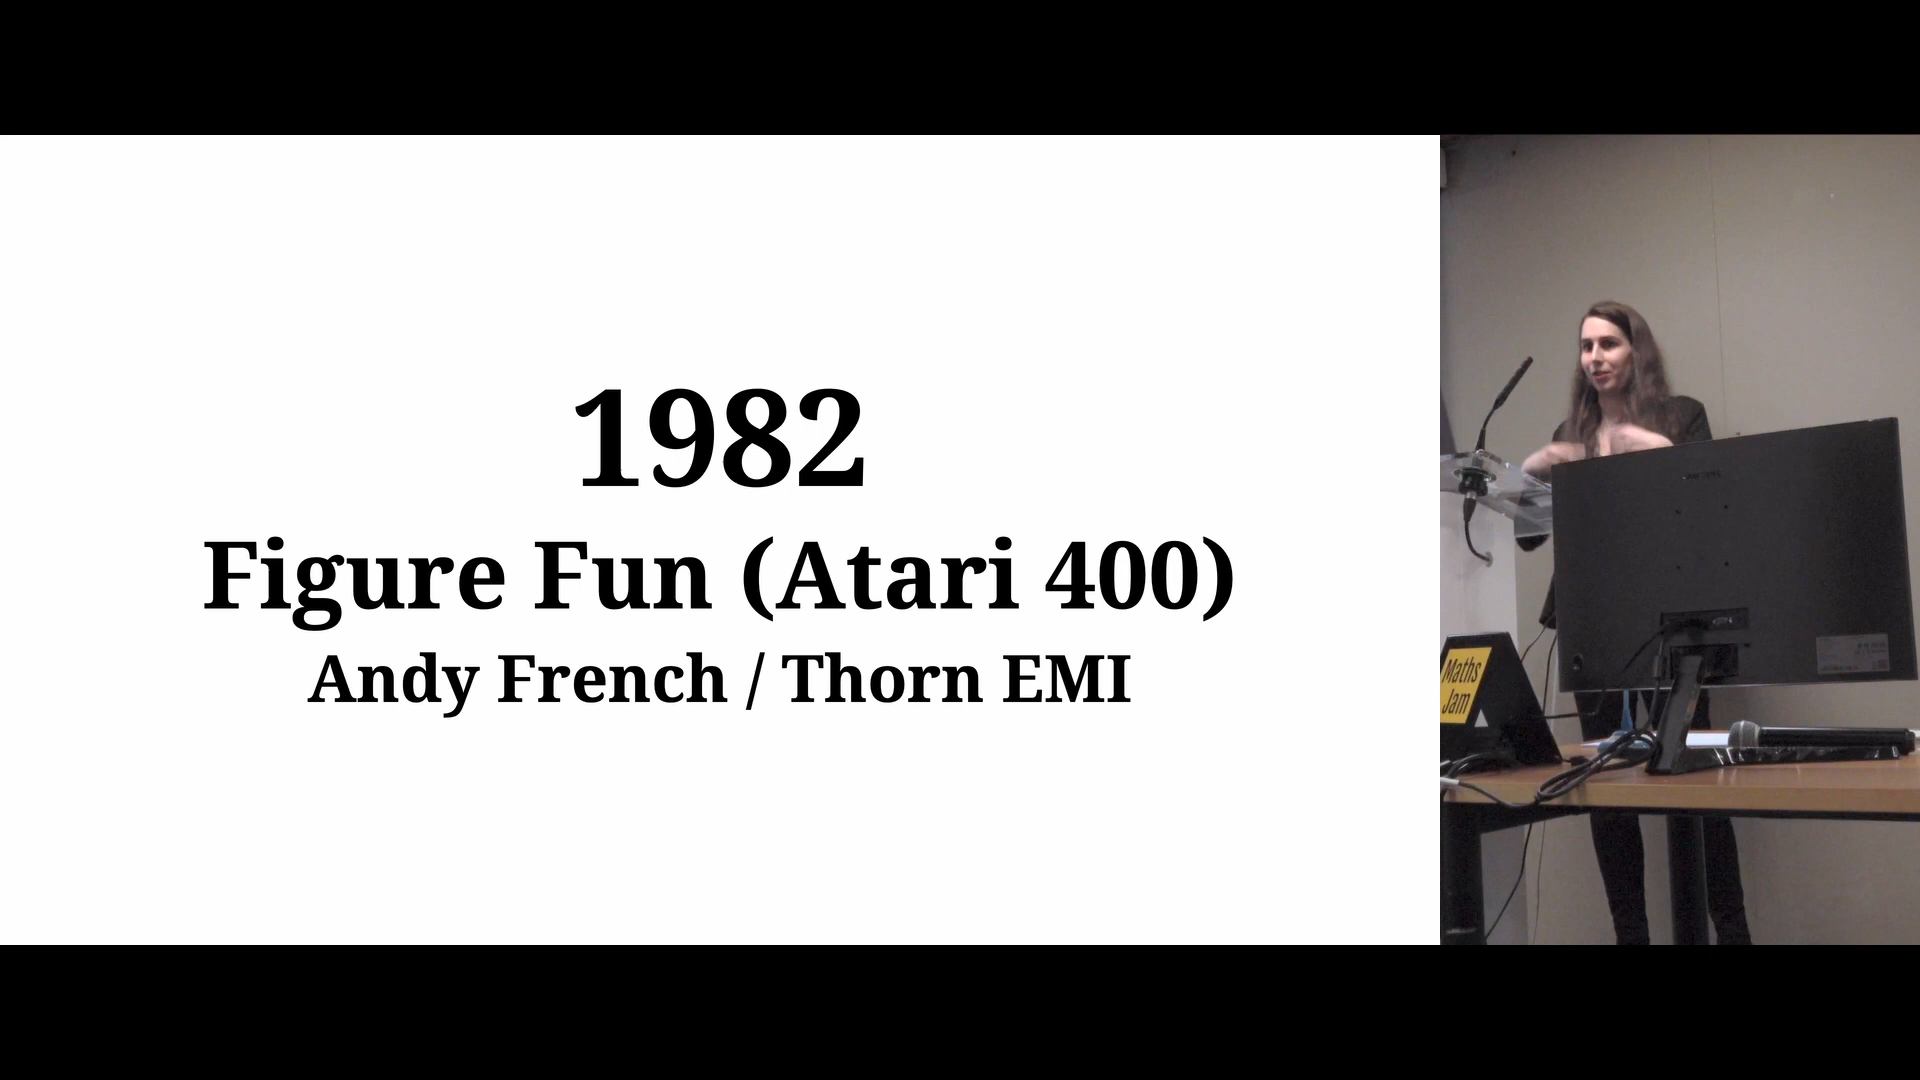 1982
Figure Fun (Atari 400)
Andy French / Thorn EMI
Maths
Jam